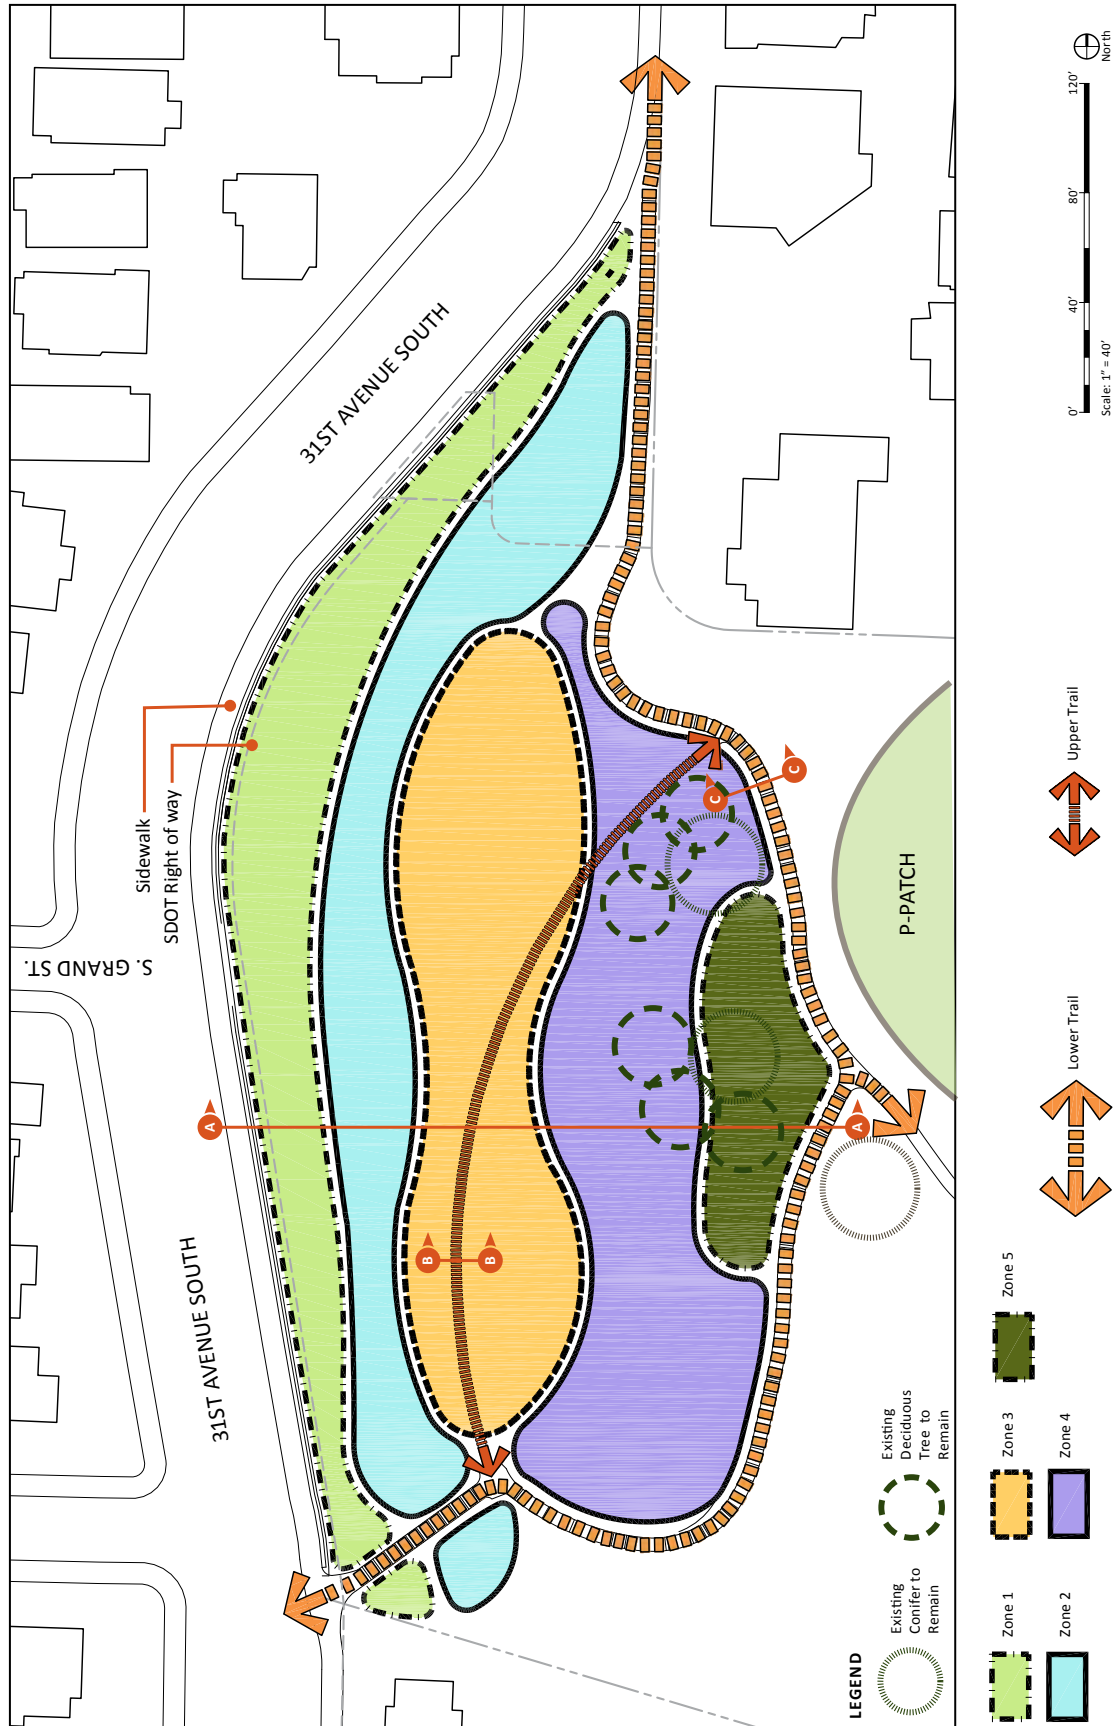 31ST AVENUE SOUTH
31ST AVENUE SOUTH
S. GRAND ST.
Sidewalk
SDOT Right of way
A
A
B
B
C
C
P-PATCH
LEGEND
Existing
Conifer to
Remain
Existing
Deciduous
Tree to
Remain
Zone 1
Zone 2
Zone 3
Zone 4
Zone 5
Lower Trail
Upper Trail
0’
40’
80’
120’
Scale: 1” = 40’
North